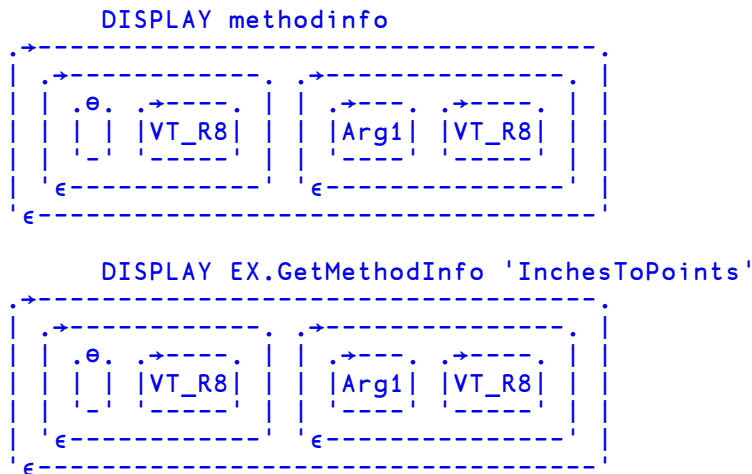 DISPLAY methodinfo
.→------------------------------------.
|  .→------------.  .→--------------.  |
|  | .⊖. .→----. |  | .→---. .→----. |  |
|  | | | |VT_R8| |  | |Arg1| |VT_R8| |  |
|  | '-' '-----' |  | '----' '-----' |  |
|  '∊------------'  '∊--------------'  |
'∊------------------------------------'
      DISPLAY EX.GetMethodInfo 'InchesToPoints'
.→------------------------------------.
|  .→------------.  .→--------------.  |
|  | .⊖. .→----. |  | .→---. .→----. |  |
|  | | | |VT_R8| |  | |Arg1| |VT_R8| |  |
|  | '-' '-----' |  | '----' '-----' |  |
|  '∊------------'  '∊--------------'  |
'∊------------------------------------'